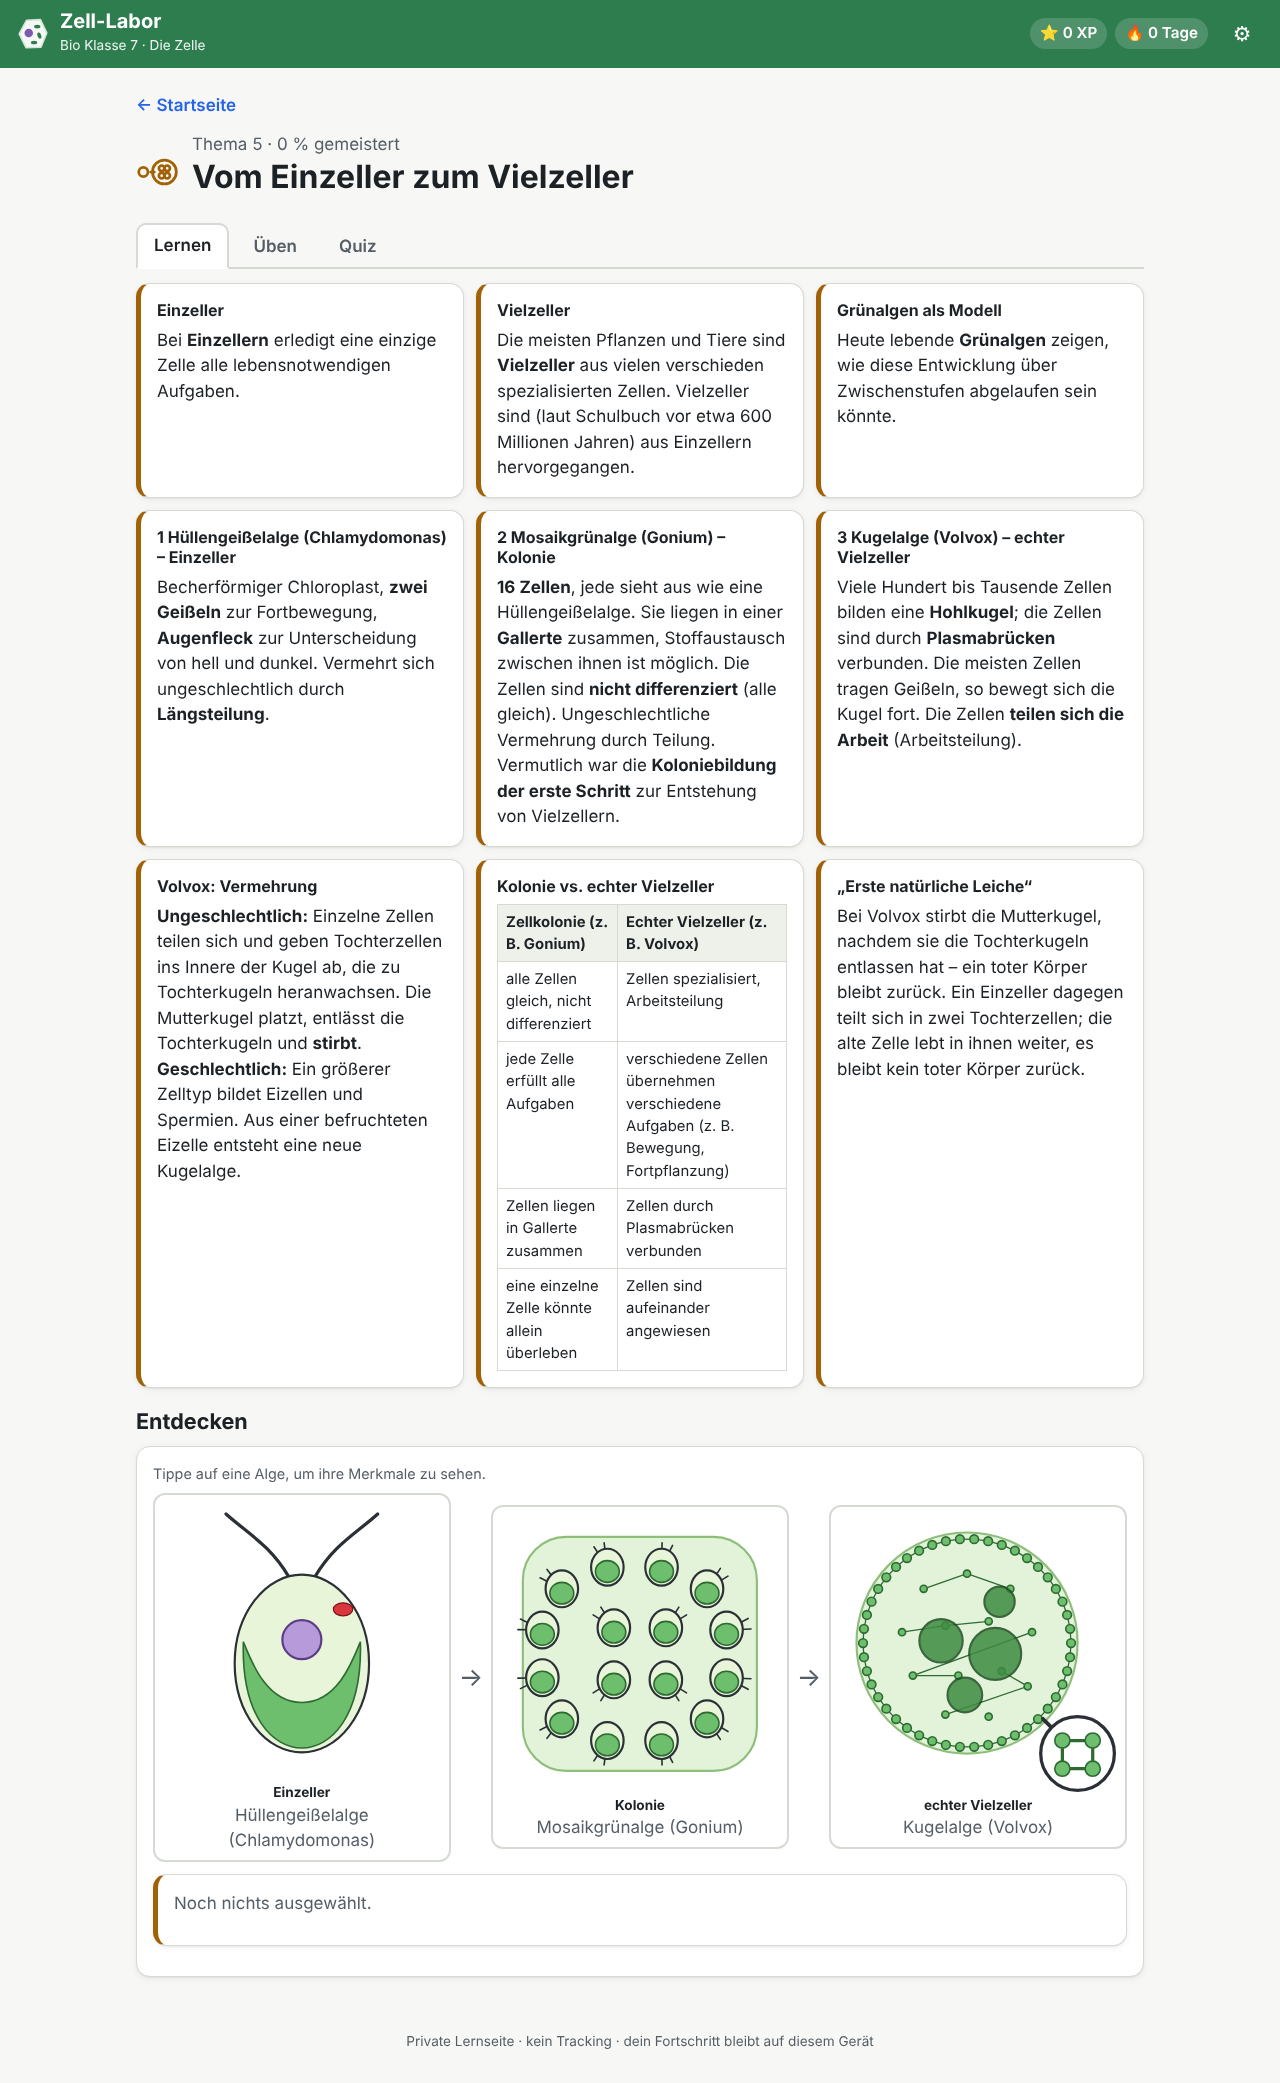 Zell-Labor
Bio Klasse 7 · Die Zelle
⭐ 0 XP
🔥 0 Tage
⚙
← Startseite
Thema 5 · 0 % gemeistert
Vom Einzeller zum Vielzeller
Lernen
Üben
Quiz
Einzeller
Bei Einzellern erledigt eine einzige
Zelle alle lebensnotwendigen
Aufgaben.
Vielzeller
Die meisten Pflanzen und Tiere sind
Vielzeller aus vielen verschieden
spezialisierten Zellen. Vielzeller
sind (laut Schulbuch vor etwa 600
Millionen Jahren) aus Einzellern
hervorgegangen.
Grünalgen als Modell
Heute lebende Grünalgen zeigen,
wie diese Entwicklung über
Zwischenstufen abgelaufen sein
könnte.
1 Hüllengeißelalge (Chlamydomonas)
– Einzeller
Becherförmiger Chloroplast, zwei
Geißeln zur Fortbewegung,
Augenfleck zur Unterscheidung
von hell und dunkel. Vermehrt sich
ungeschlechtlich durch
Längsteilung.
2 Mosaikgrünalge (Gonium) –
Kolonie
16 Zellen, jede sieht aus wie eine
Hüllengeißelalge. Sie liegen in einer
Gallerte zusammen, Stoffaustausch
zwischen ihnen ist möglich. Die
Zellen sind nicht differenziert (alle
gleich). Ungeschlechtliche
Vermehrung durch Teilung.
Vermutlich war die Koloniebildung
der erste Schritt zur Entstehung
von Vielzellern.
3 Kugelalge (Volvox) – echter
Vielzeller
Viele Hundert bis Tausende Zellen
bilden eine Hohlkugel; die Zellen
sind durch Plasmabrücken
verbunden. Die meisten Zellen
tragen Geißeln, so bewegt sich die
Kugel fort. Die Zellen teilen sich die
Arbeit (Arbeitsteilung).
Volvox: Vermehrung
Ungeschlechtlich: Einzelne Zellen
teilen sich und geben Tochterzellen
ins Innere der Kugel ab, die zu
Tochterkugeln heranwachsen. Die
Mutterkugel platzt, entlässt die
Tochterkugeln und stirbt.
Geschlechtlich: Ein größerer
Zelltyp bildet Eizellen und
Spermien. Aus einer befruchteten
Eizelle entsteht eine neue
Kugelalge.
Kolonie vs. echter Vielzeller
Zellkolonie (z.
B. Gonium)
Echter Vielzeller (z.
B. Volvox)
alle Zellen
gleich, nicht
differenziert
Zellen spezialisiert,
Arbeitsteilung
jede Zelle
erfüllt alle
Aufgaben
verschiedene Zellen
übernehmen
verschiedene
Aufgaben (z. B.
Bewegung,
Fortpflanzung)
Zellen liegen
in Gallerte
zusammen
Zellen durch
Plasmabrücken
verbunden
eine einzelne
Zelle könnte
allein
überleben
Zellen sind
aufeinander
angewiesen
„Erste natürliche Leiche“
Bei Volvox stirbt die Mutterkugel,
nachdem sie die Tochterkugeln
entlassen hat – ein toter Körper
bleibt zurück. Ein Einzeller dagegen
teilt sich in zwei Tochterzellen; die
alte Zelle lebt in ihnen weiter, es
bleibt kein toter Körper zurück.
Entdecken
Tippe auf eine Alge, um ihre Merkmale zu sehen.
Einzeller
Hüllengeißelalge
(Chlamydomonas)
→
Kolonie
Mosaikgrünalge (Gonium)
→
echter Vielzeller
Kugelalge (Volvox)
Noch nichts ausgewählt.
Private Lernseite · kein Tracking · dein Fortschritt bleibt auf diesem Gerät